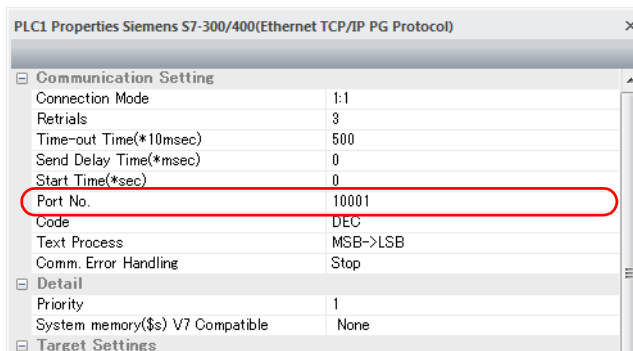 PLC1 Properties Siemens S7-300/400(Ethernet TCP/IP PG Protocol) ×
Communication Setting
Connection Mode 1:1
Retrials 3
Time-out Time(*10msec) 500
Send Delay Time(*msec) 0
Start Time(*sec) 0
Port No. 10001
Code DEC
Text Process MSB->LSB
Comm. Error Handling Stop
Detail
Priority 1
System memory($s) V7 Compatible None
Target Settings